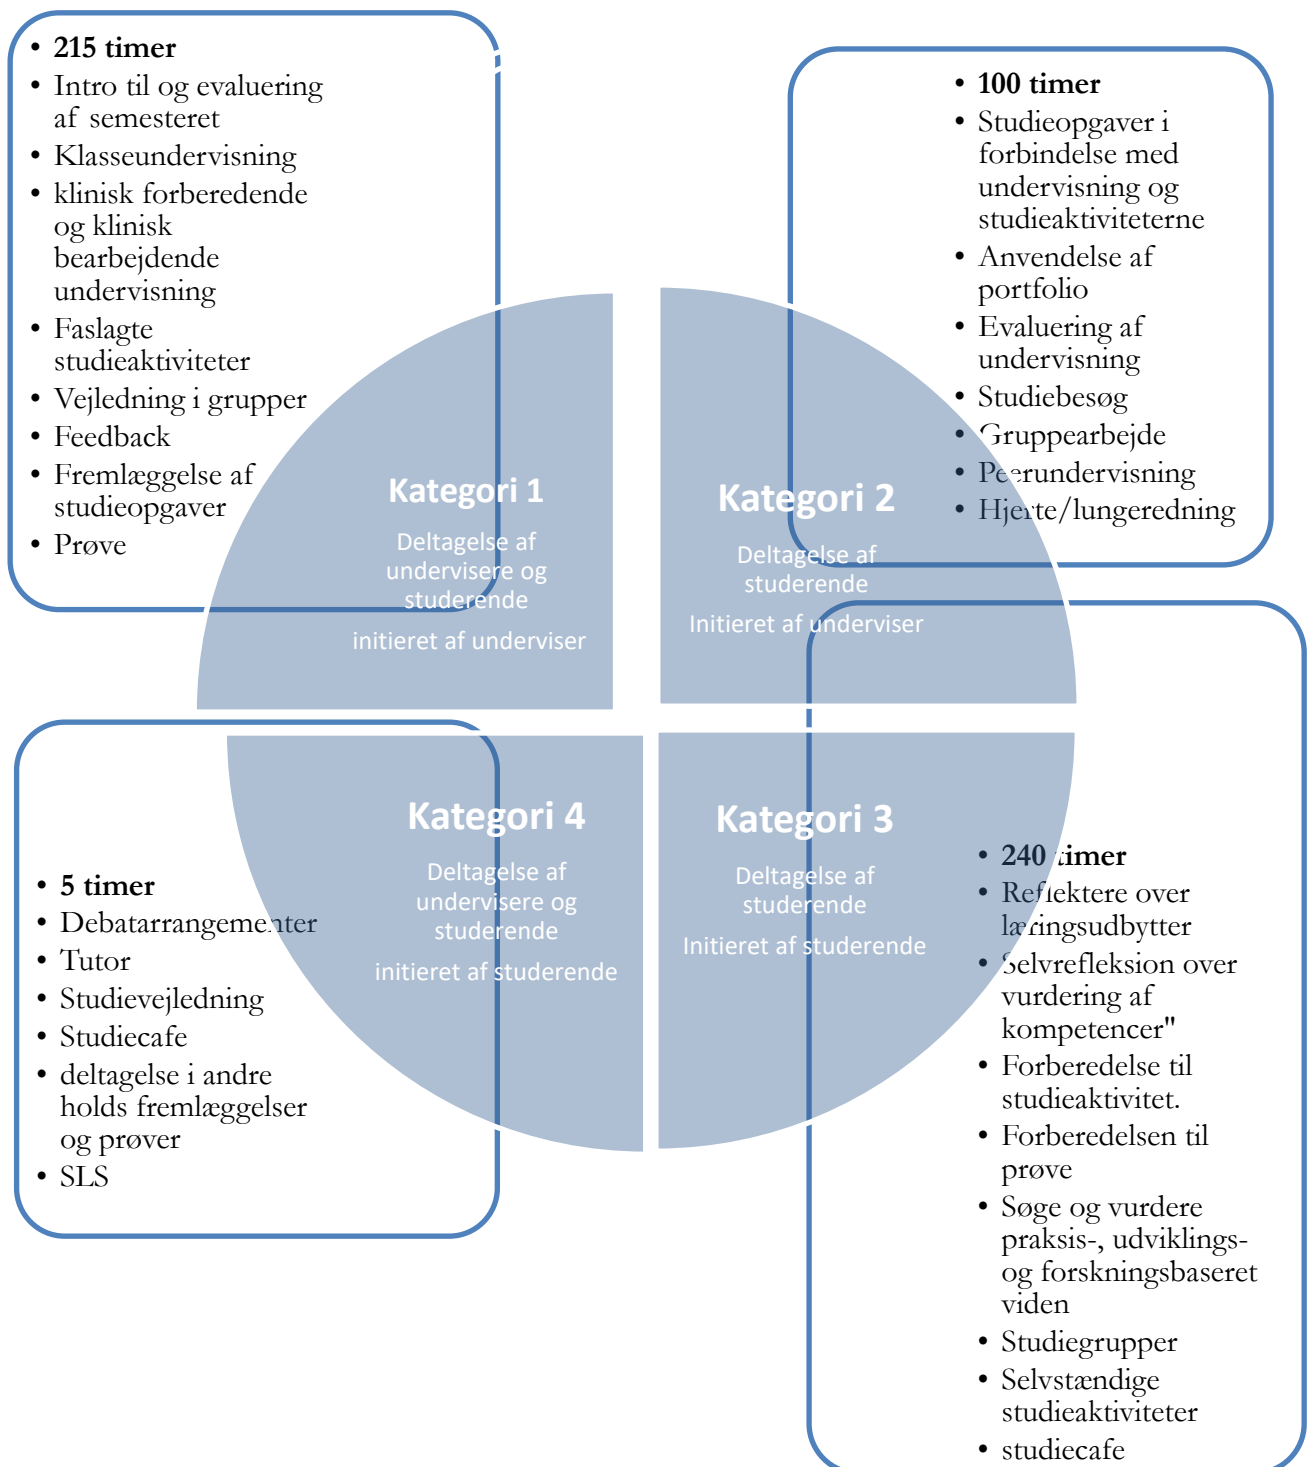 • 215 timer
• Intro til og evaluering
af semesteret
• Klasseundervisning
• klinisk forberedende
og klinisk
bearbejdende
undervisning
• Faslagte
studieaktiviteter
• Vejledning i grupper
• Feedback
• Fremlæggelse af
studieopgaver
• Prøve
• 100 timer
• Studieopgaver i
forbindelse med
undervisning og
studieaktiviteterne
• Anvendelse af
portfolio
• Evaluering af
undervisning
• Studiebesøg
• Gruppearbejde
• Peerundervisning
• Hjerte/lungeredning
Kategori 1
Deltagelse af
undervisere og
studerende
initieret af underviser
Kategori 2
Deltagelse af
studerende
Initieret af underviser
Kategori 4
Deltagelse af
undervisere og
studerende
initieret af studerende
Kategori 3
Deltagelse af
studerende
Initieret af studerende
• 5 timer
• Debatarrangementer
• Tutor
• Studievejledning
• Studiecafe
• deltagelse i andre
holds fremlæggelser
og prøver
• SLS
• 240 timer
• Reflektere over
læringsudbytter
• Selvrefleksion over
vurdering af
kompetencer"
• Forberedelse til
studieaktivitet.
• Forberedelsen til
prøve
• Søge og vurdere
praksis-, udviklings-
og forskningsbaseret
viden
• Studiegrupper
• Selvstændige
studieaktiviteter
• studiecafe